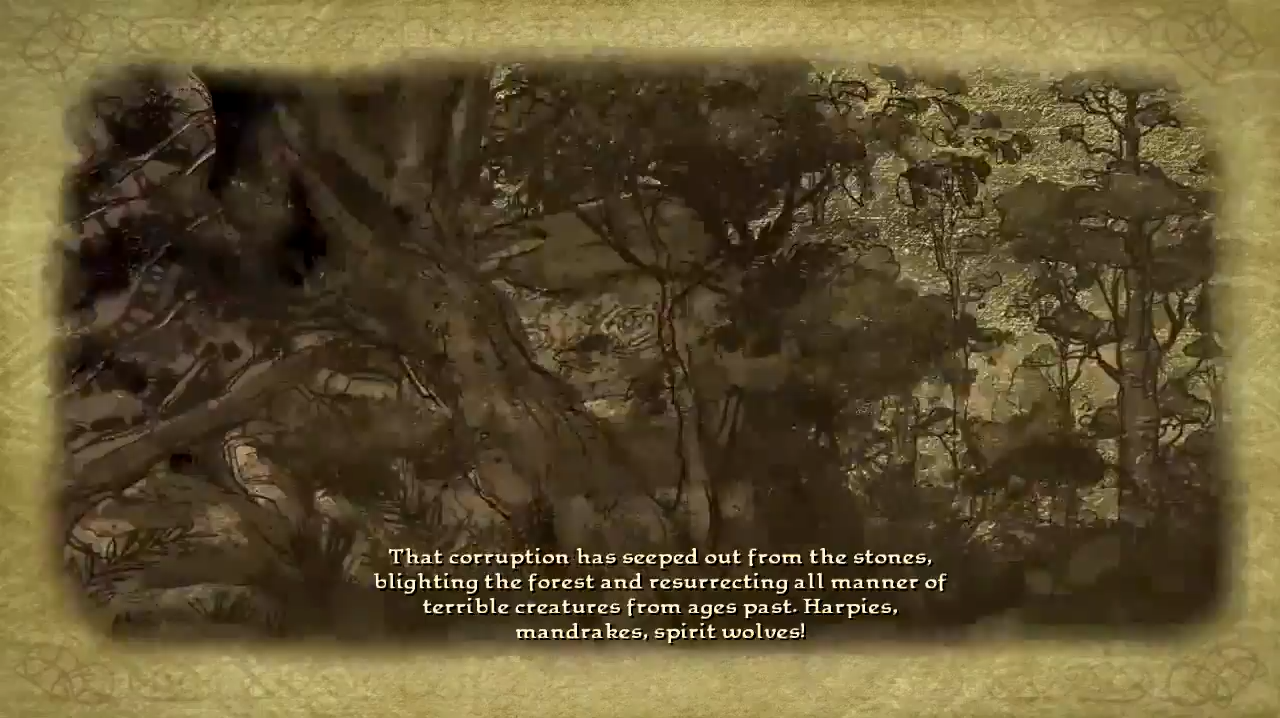 That corruption has seeped out from the stones,
blighting the forest and resurrecting all manner of
terrible creatures from ages past. Harpies,
mandrakes, spirit wolves!